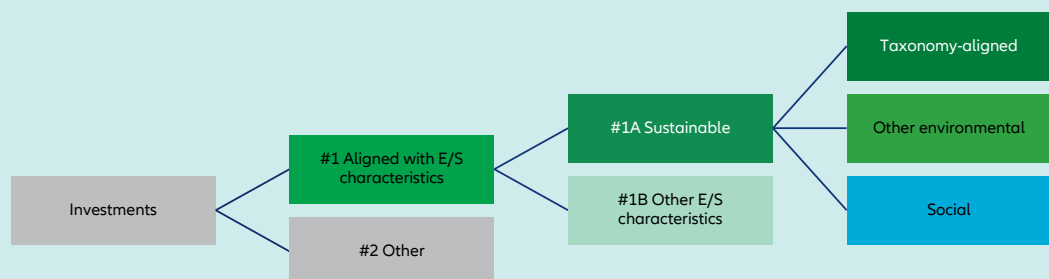 Investments
#1 Aligned with E/S
characteristics
#2 Other
#1A Sustainable
#1B Other E/S
characteristics
Taxonomy-aligned
Other environmental
Social